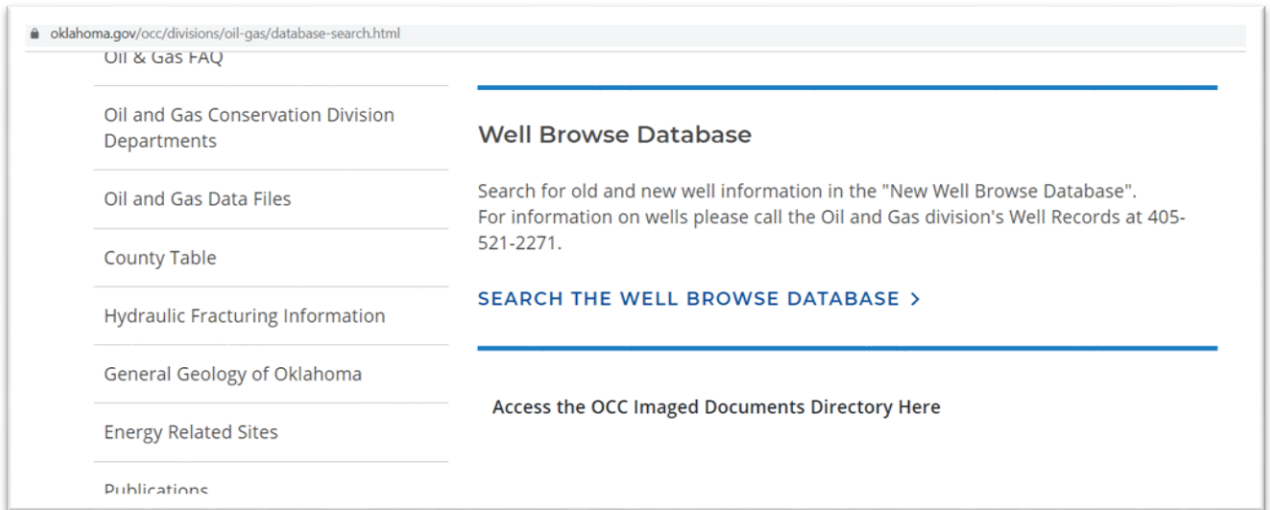 oklahoma.gov/occ/divisions/oil-gas/database-search.html
Oil & Gas FAQ
Oil and Gas Conservation Division
Departments
Oil and Gas Data Files
County Table
Hydraulic Fracturing Information
General Geology of Oklahoma
Energy Related Sites
Publications
Well Browse Database
Search for old and new well information in the "New Well Browse Database".
For information on wells please call the Oil and Gas division's Well Records at 405-
521-2271.
SEARCH THE WELL BROWSE DATABASE >
Access the OCC Imaged Documents Directory Here